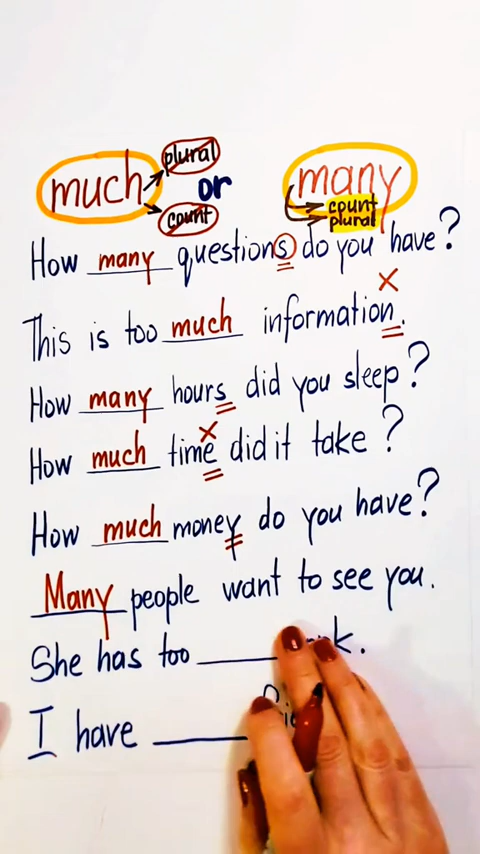 plural
much or many
count count
plural
How many questions do you have?
This is too much information.
How many hours did you sleep?
How much time did it take?
How much money do you have?
Many people want to see you.
She has too ______
I have ______